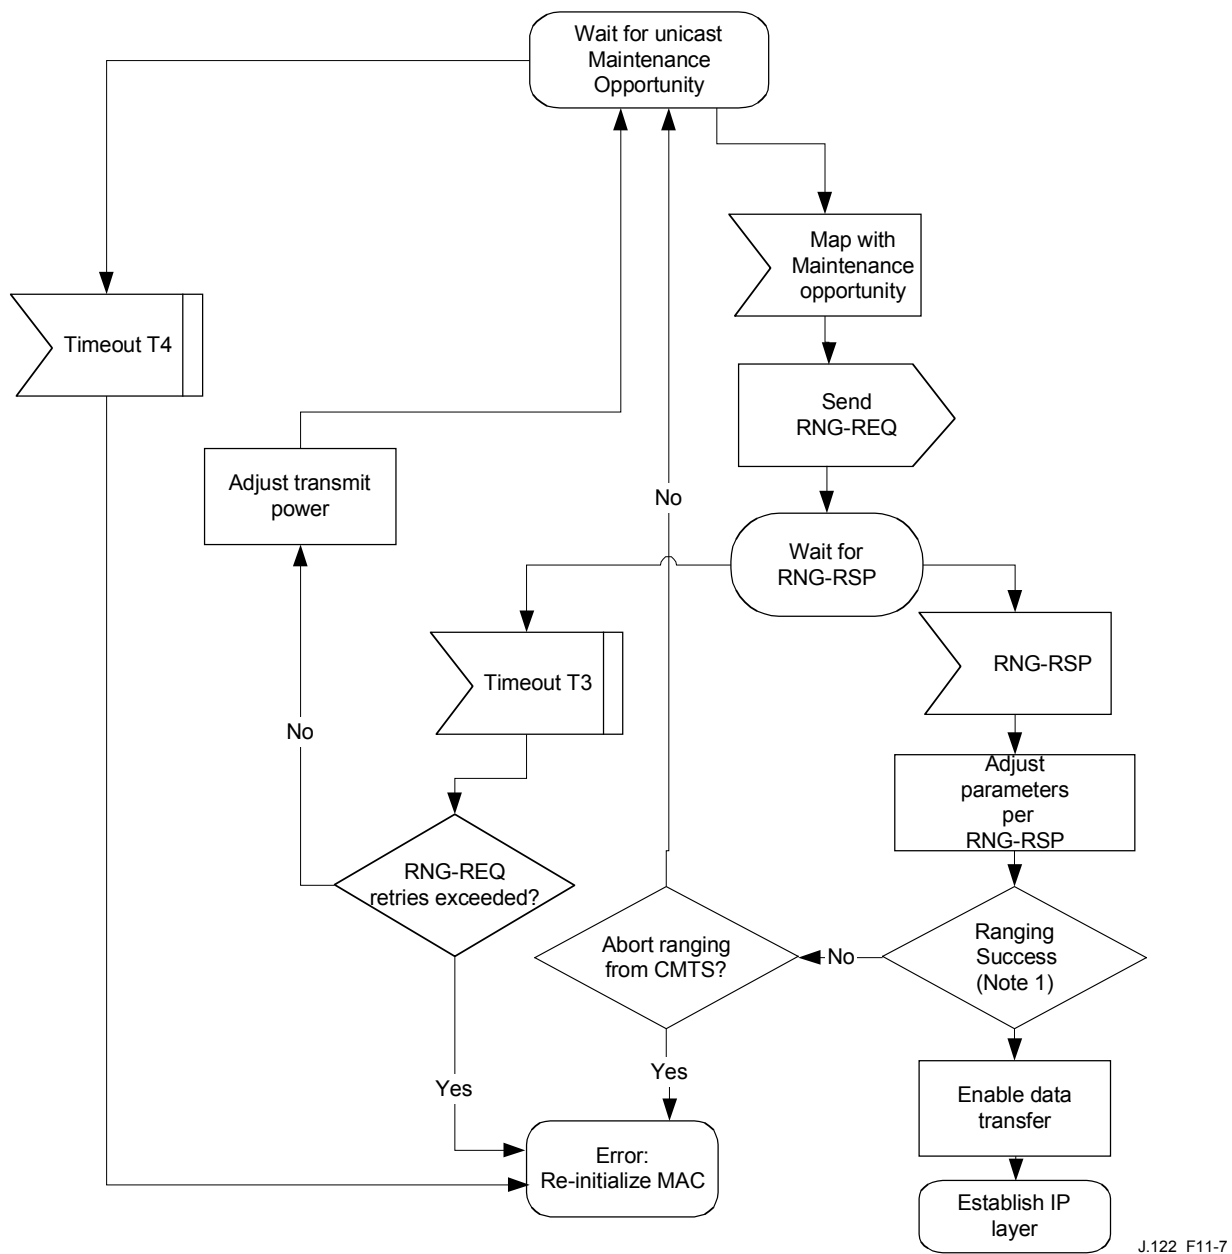 Wait for unicast
Maintenance
Opportunity
Map with
Maintenance
opportunity
Timeout T4
Send
RNG-REQ
Adjust transmit
power
No
Wait for
RNG-RSP
RNG-RSP
Timeout T3
No
Adjust
parameters
per
RNG-RSP
RNG-REQ
retries exceeded?
Abort ranging
from CMTS?
No
Ranging
Success
(Note 1)
Yes
Yes
Enable data
transfer
Error:
Re-initialize MAC
Establish IP
layer
J.122_F11-7